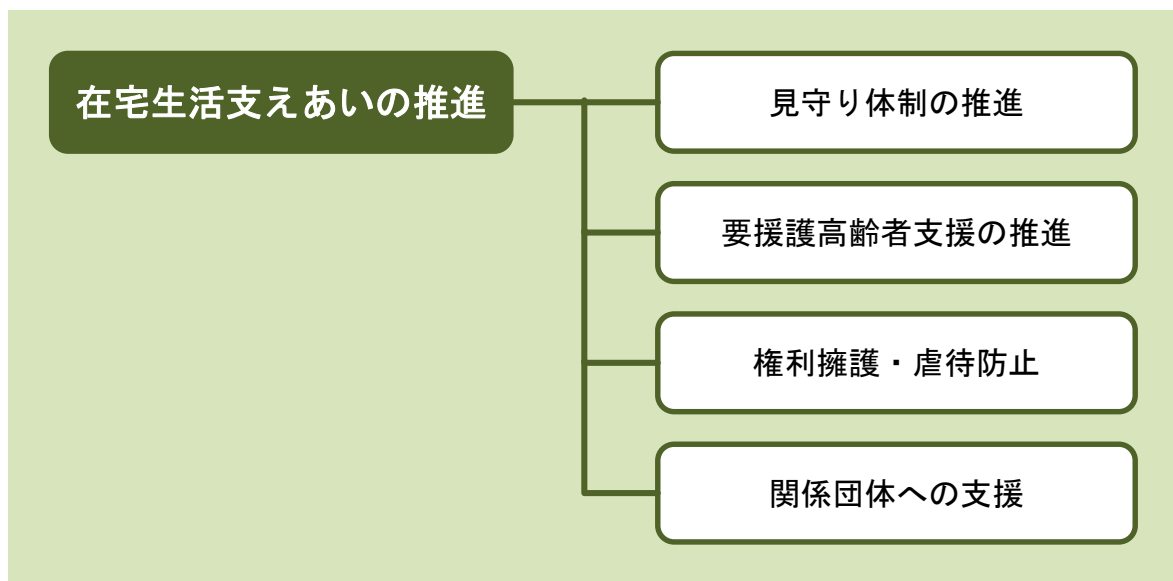 在宅生活支えあいの推進
見守り体制の推進
要援護高齢者支援の推進
権利擁護・虐待防止
関係団体への支援